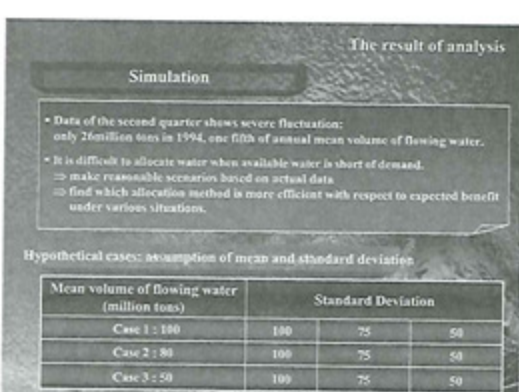 The result of analysis
Simulation
▪ Data of the second quarter shows severe fluctuation:
only 26million tons in 1994, one fifth of annual mean volume of flowing water.
▪ It is difficult to allocate water when available water is short of demand.
⇒ make reasonable scenarios based on actual data
⇒ find which allocation method is more efficient with respect to expected benefit
under various situations.
Hypothetical cases: assumption of mean and standard deviation
Mean volume of flowing water
(million tons)
Standard Deviation
Case 1 : 100 100 75 50
Case 2 : 80 100 75 50
Case 3 : 50 100 75 50